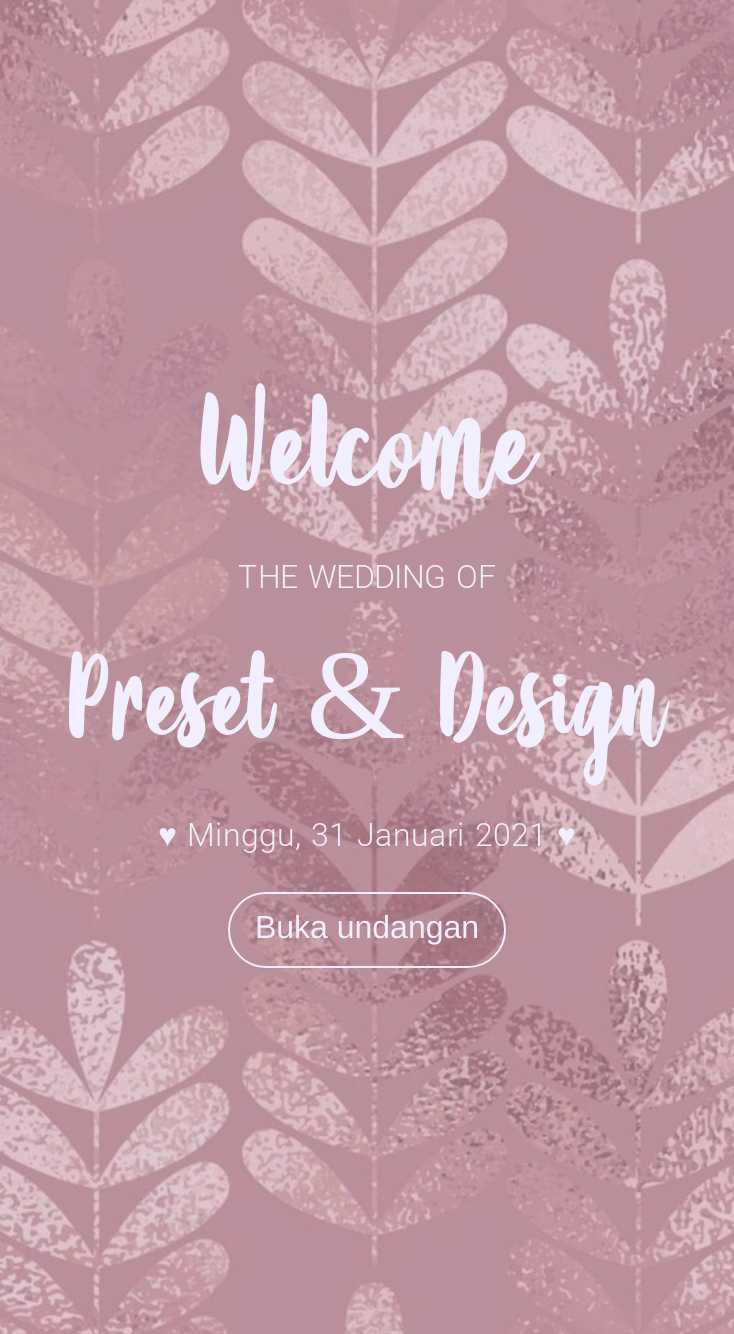 Welcome
THE WEDDING OF
Preset & Design
♥ Minggu, 31 Januari 2021 ♥
Buka undangan